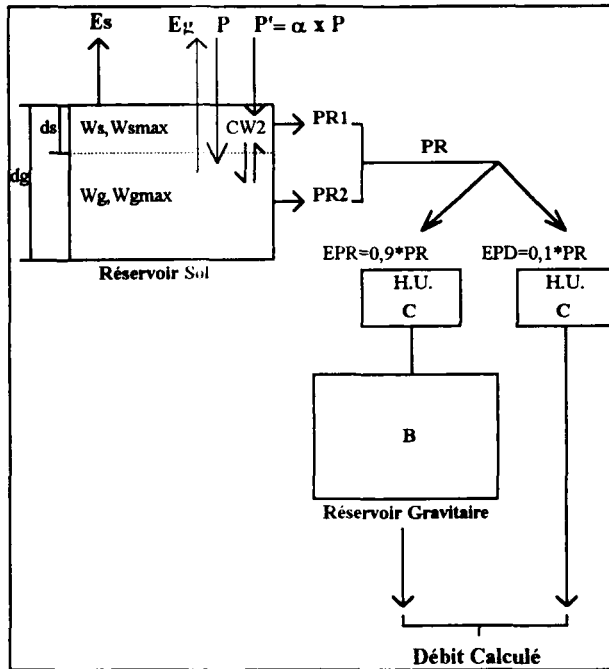 Es
Eg
P
P'= α x P
ds
Ws, Wsmax
CW2
PR1
PR
dg
Wg, Wgmax
PR2
Réservoir Sol
EPR=0,9*PR
EPD=0,1*PR
H.U.
C
H.U.
C
B
Réservoir Gravitaire
Débit Calculé